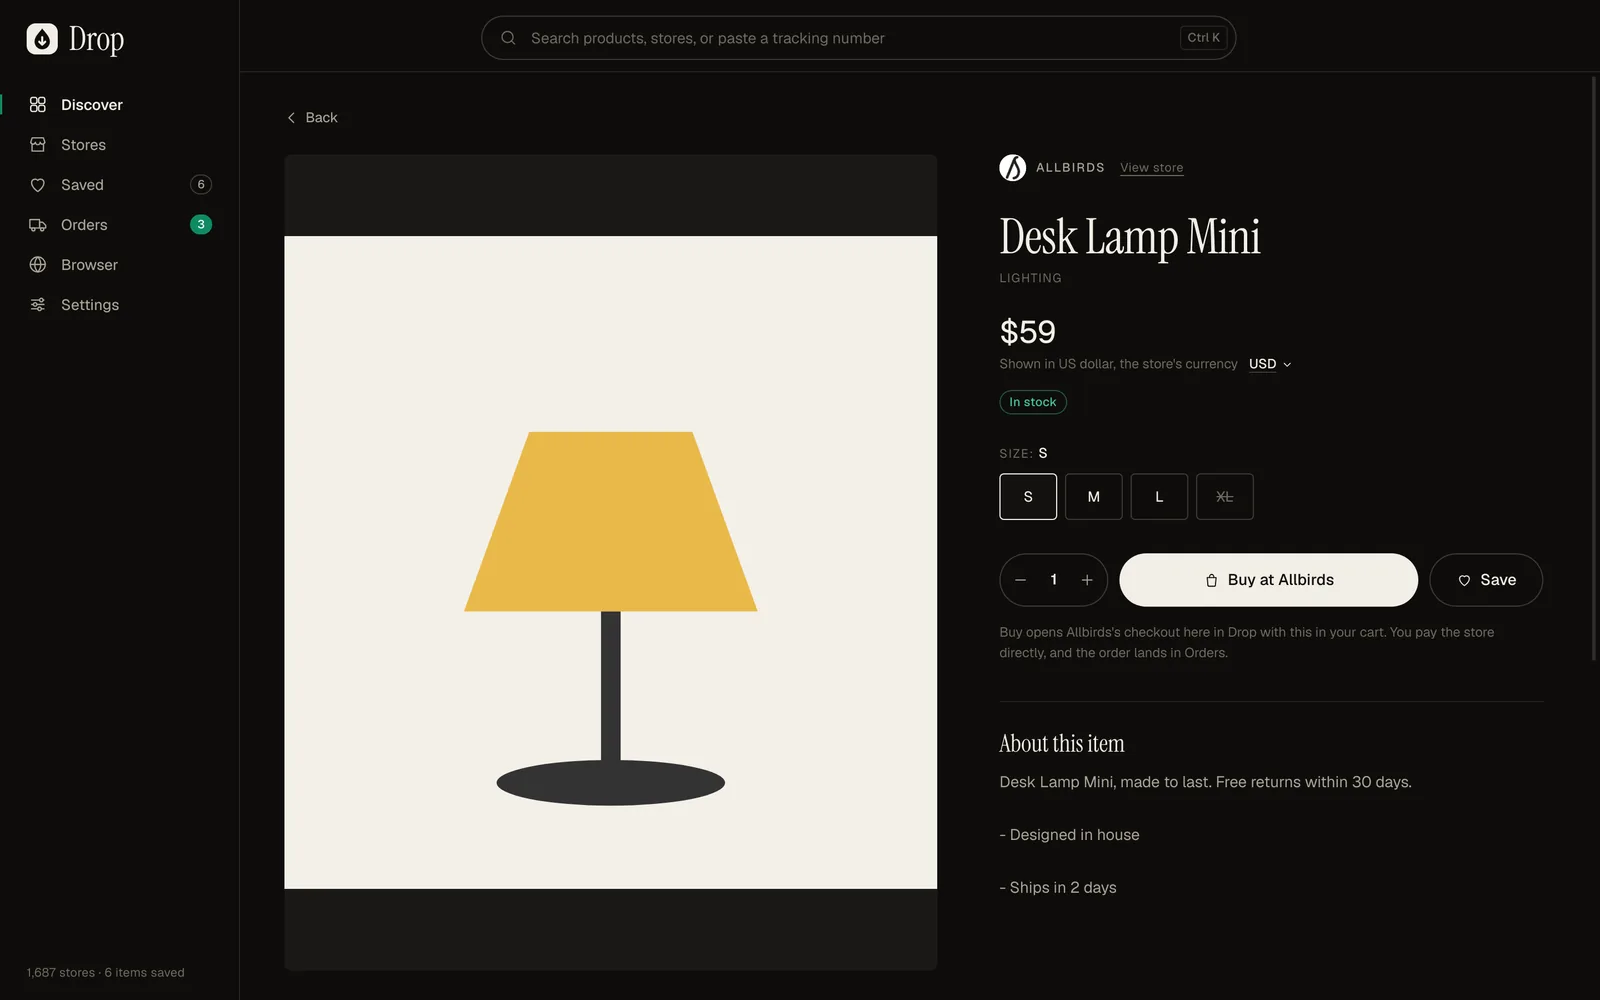 Drop
Search products, stores, or paste a tracking number
Ctrl K
Discover
Stores
Saved
6
Orders
3
Browser
Settings
1,687 stores · 6 items saved
Back
ALLBIRDS
View store
Desk Lamp Mini
LIGHTING
$59
Shown in US dollar, the store's currency
USD
In stock
SIZE: S
S
M
L
XL
1
Buy at Allbirds
Save
Buy opens Allbirds's checkout here in Drop with this in your cart. You pay the store
directly, and the order lands in Orders.
About this item
Desk Lamp Mini, made to last. Free returns within 30 days.
- Designed in house
- Ships in 2 days